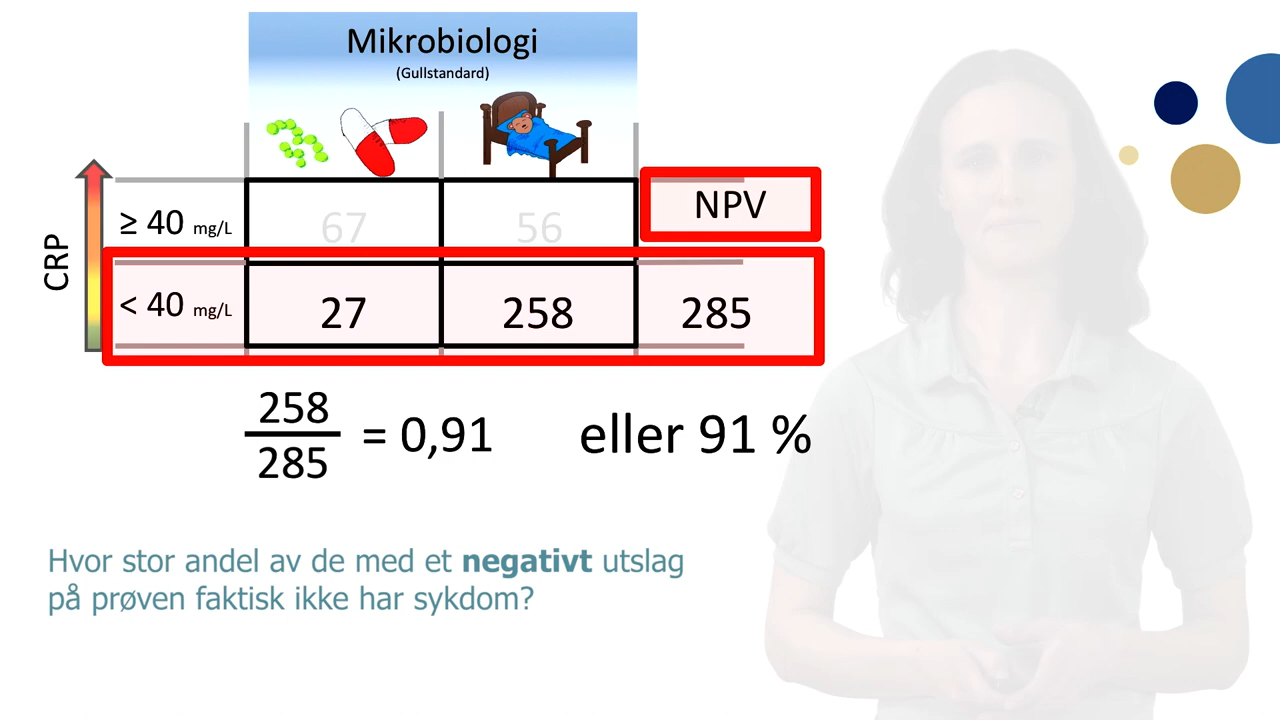 Mikrobiologi
(Gullstandard)
CRP
≥ 40 mg/L
67
56
NPV
< 40 mg/L
27
258
285
258
285
= 0,91
eller 91 %
Hvor stor andel av de med et negativt utslag
på prøven faktisk ikke har sykdom?